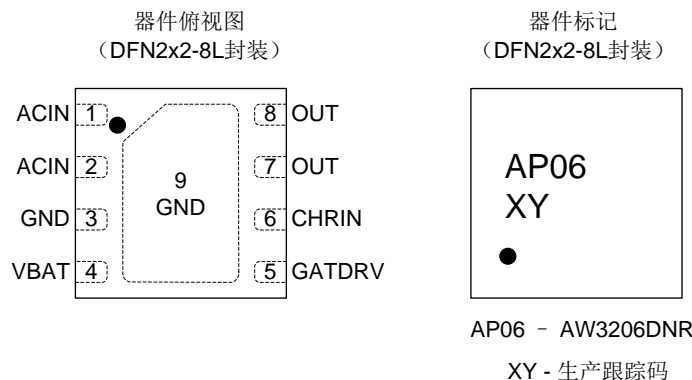 器件俯视图
（DFN2x2-8L封装）
ACIN 1
ACIN 2
GND 3
VBAT 4
9
GND
8 OUT
7 OUT
6 CHRIN
5 GATDRV
器件标记
（DFN2x2-8L封装）
AP06
XY
AP06 - AW3206DNR
XY - 生产跟踪码